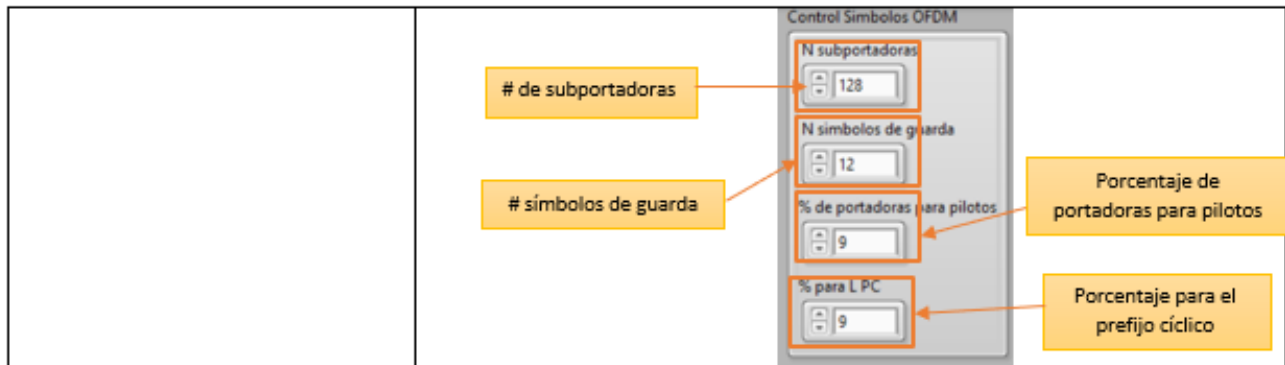 Control Simbolos OFDM
N subportadoras
# de subportadoras
128
N simbolos de guarda
12
# símbolos de guarda
Porcentaje de
portadoras para pilotos
% de portadoras para pilotos
9
% para L PC
9
Porcentaje para el
prefijo cíclico